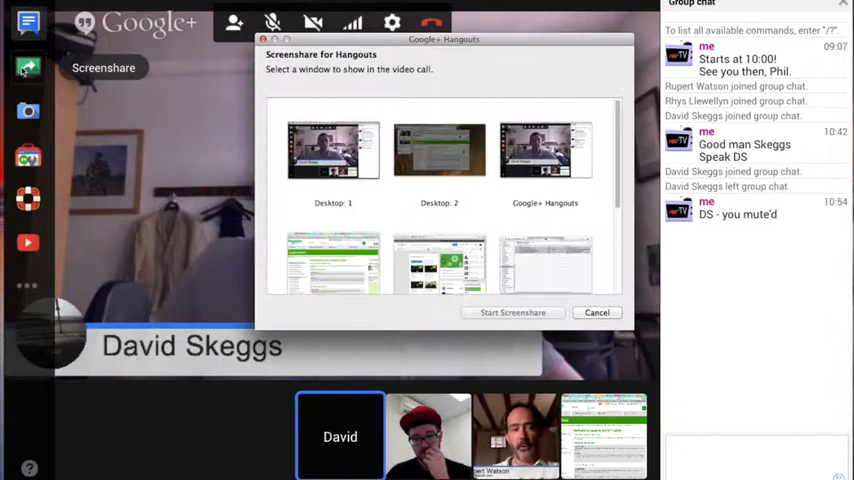 Google+
Screenshare
Google+ Hangouts
Screenshare for Hangouts
Select a window to show in the video call.
Desktop: 1
Desktop: 2
Google+ Hangouts
Start Screenshare
Cancel
David Skeggs
David
pert Watson
Group chat
To list all available commands, enter "/?"
me
09:07
Starts at 10:00!
See you then, Phil.
Rupert Watson joined group chat.
Rhys Llewellyn joined group chat.
David Skeggs joined group chat.
me
10:42
Good man Skeggs
Speak DS
David Skeggs joined group chat.
David Skeggs left group chat.
me
10:54
DS - you mute'd